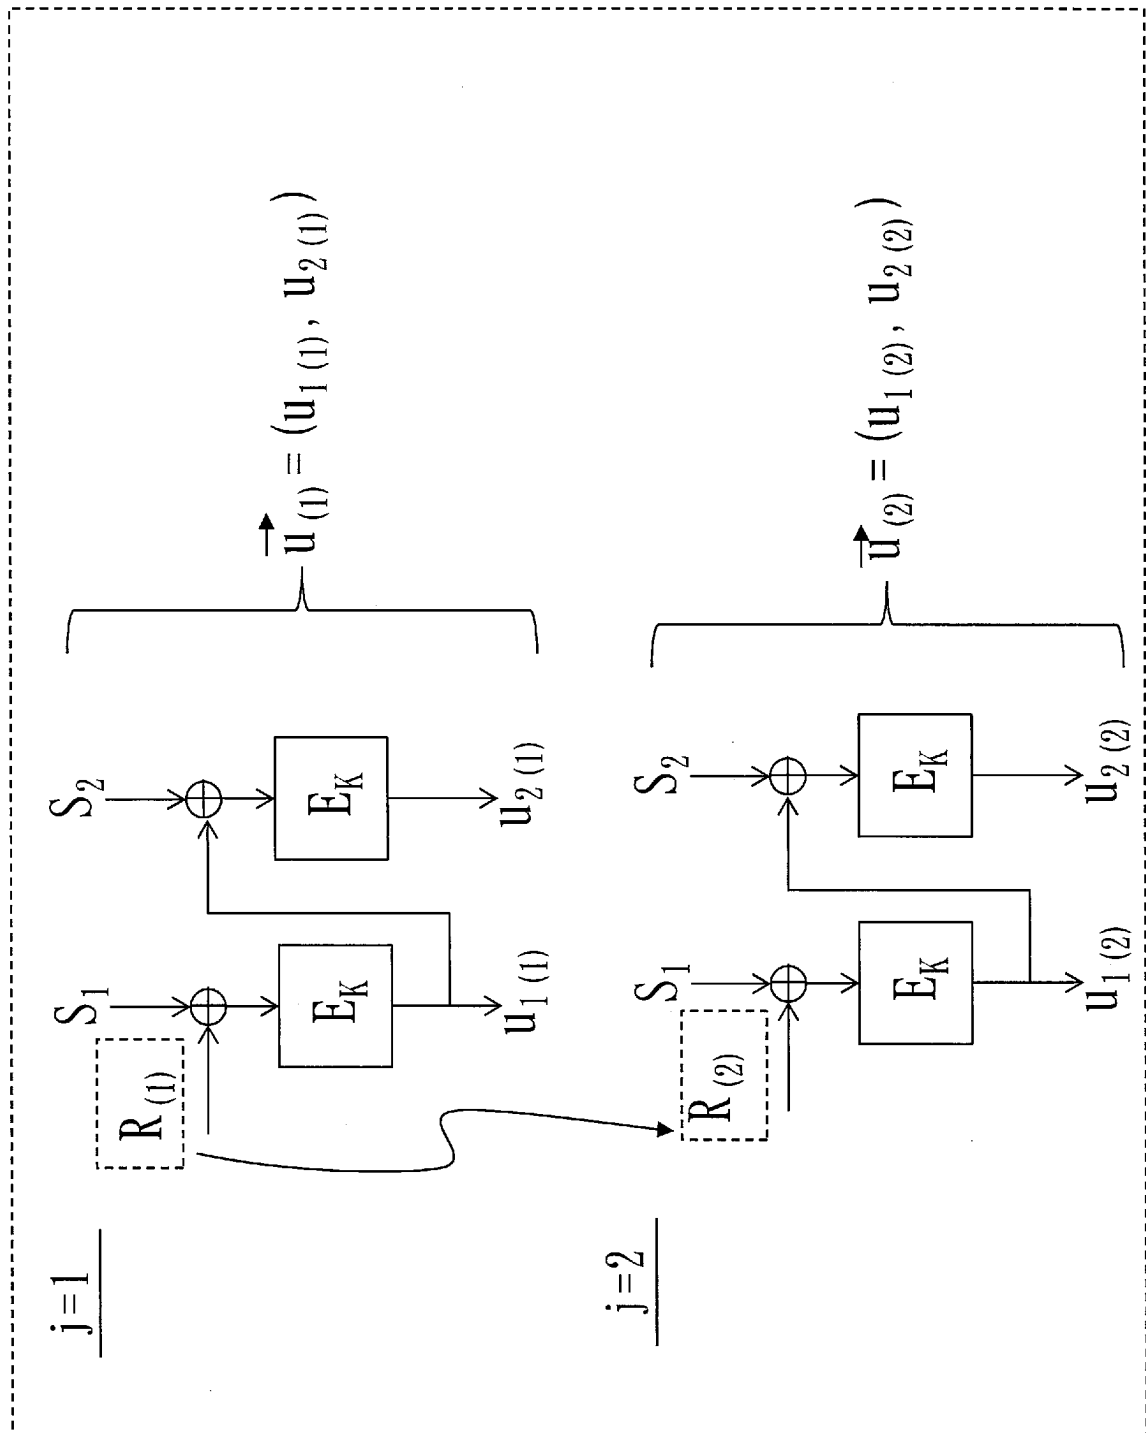 j=1
R(1)
S1
S2
EK
EK
u1(1)
u2(1)
u(1) = (u1(1), u2(1))
j=2
R(2)
S1
S2
EK
EK
u1(2)
u2(2)
u(2) = (u1(2), u2(2))